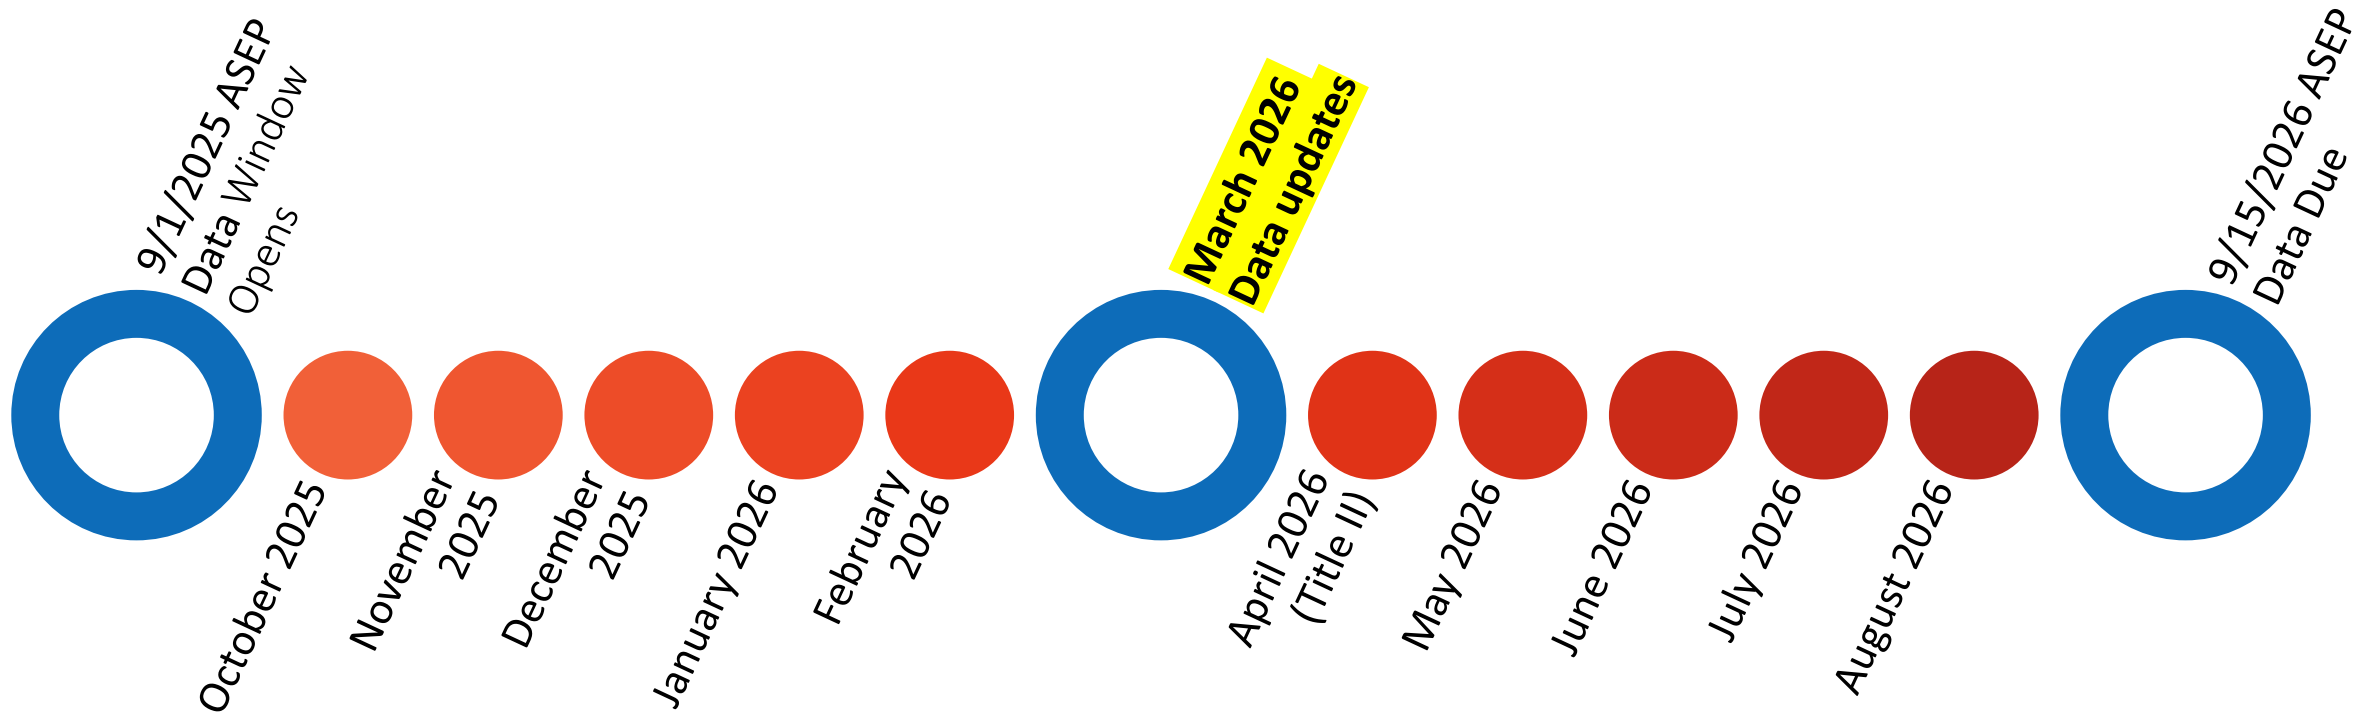 9/1/2025 ASEP
Data Window
Opens
October 2025
November
2025
December
2025
January 2026
February
2026
March 2026
Data updates
April 2026
(Title II)
May 2026
June 2026
July 2026
August 2026
9/15/2026 ASEP
Data Due